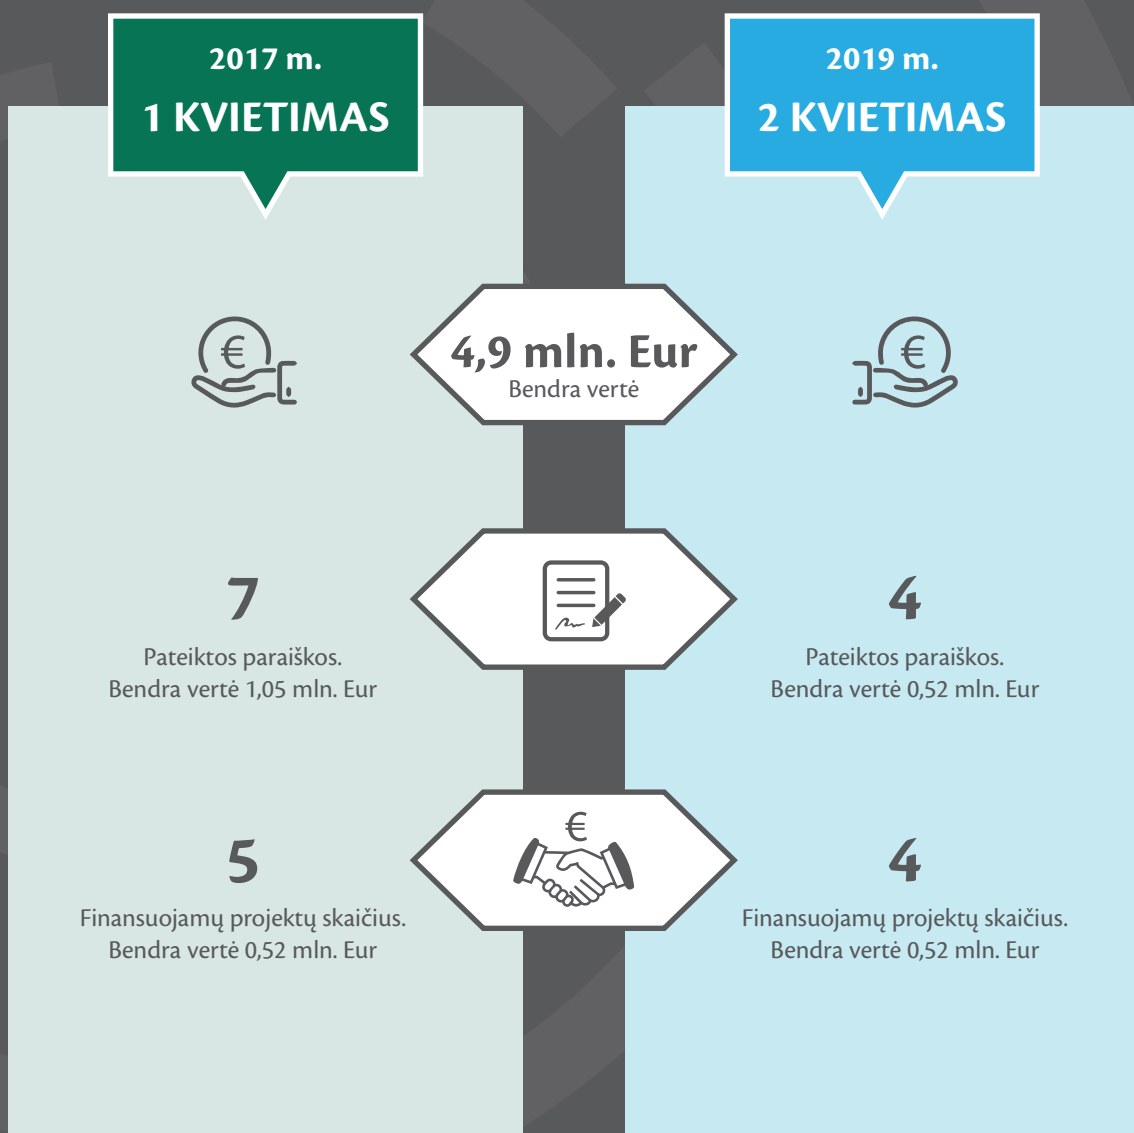 2017 m.
1 KVIETIMAS
2019 m.
2 KVIETIMAS
€
4,9 mln. Eur
Bendra vertė
€
7
Pateiktos paraiškos.
Bendra vertė 1,05 mln. Eur
4
Pateiktos paraiškos.
Bendra vertė 0,52 mln. Eur
€
5
Finansuojamų projektų skaičius.
Bendra vertė 0,52 mln. Eur
4
Finansuojamų projektų skaičius.
Bendra vertė 0,52 mln. Eur